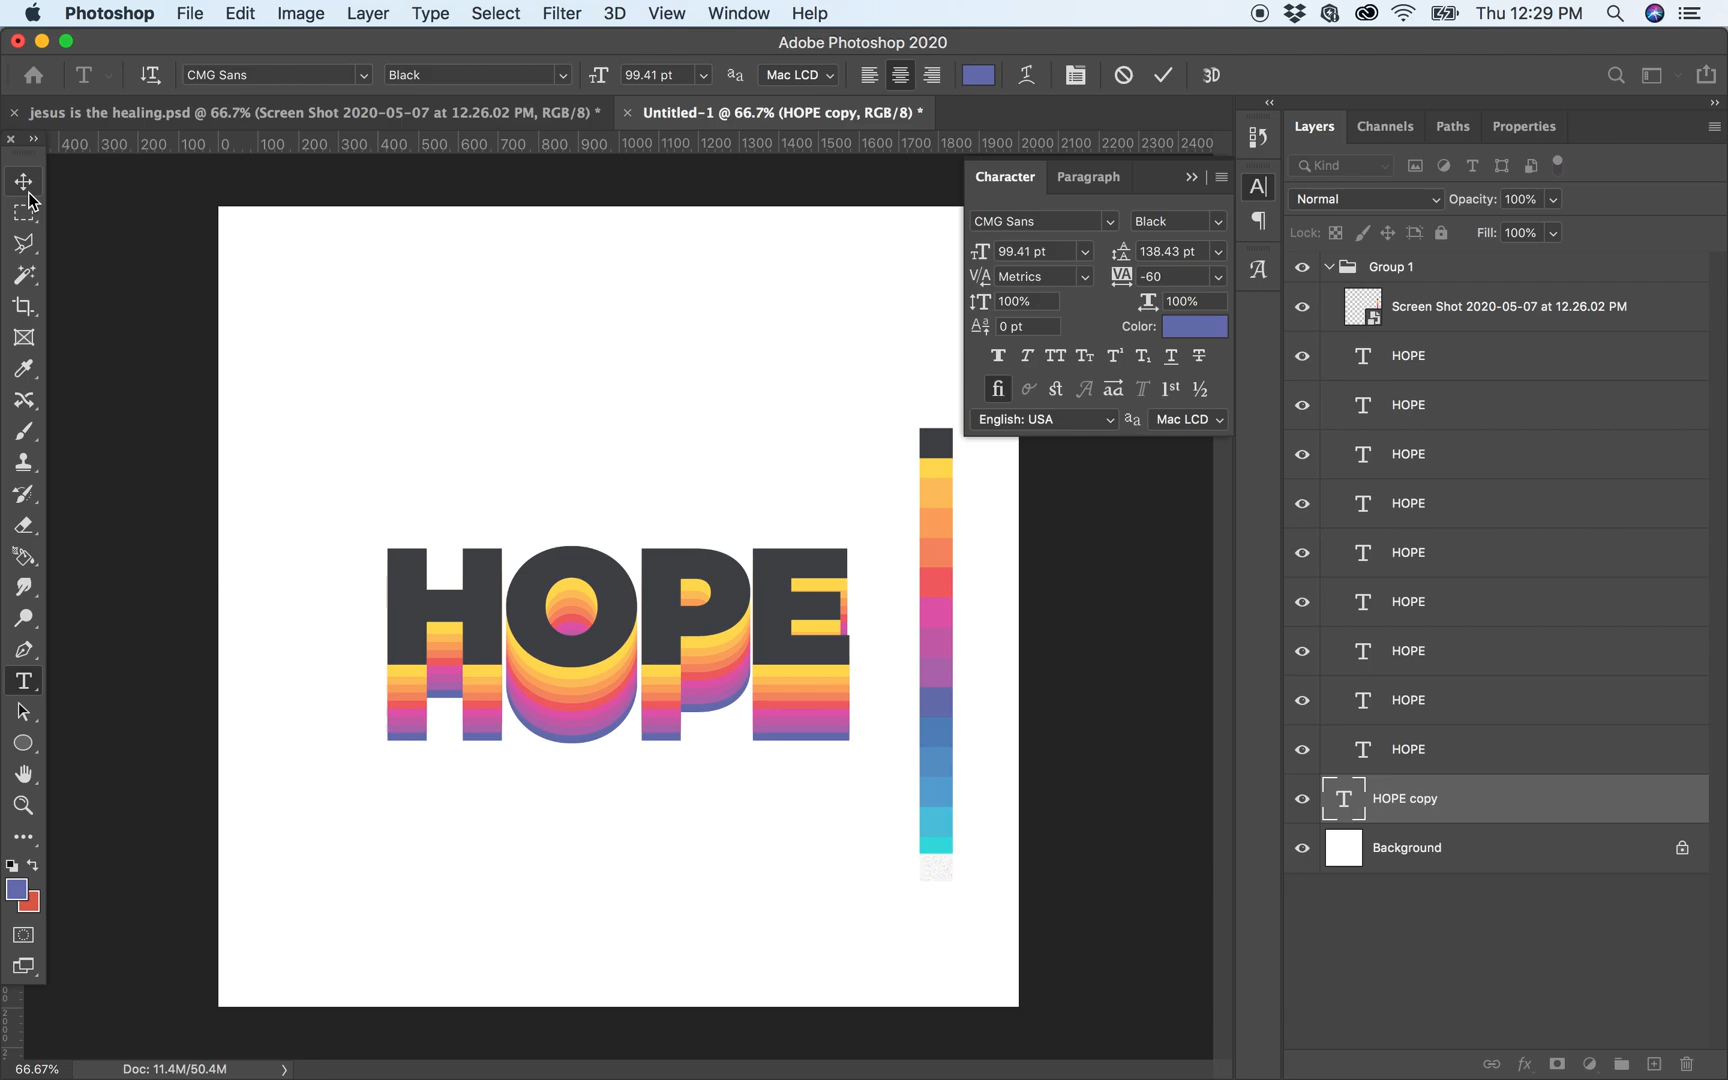 Photoshop File Edit Image Layer Type Select Filter 3D View Window Help Thu 12:29 PM
Adobe Photoshop 2020
CMG Sans Black 99.41 pt Mac LCD 3D
jesus is the healing.psd @ 66.7% (Screen Shot 2020-05-07 at 12.26.02 PM, RGB/8) * Untitled-1 @ 66.7% (HOPE copy, RGB/8) *
400 300 200 100 0 100 200 300 400 500 600 700 800 900 1000 1100 1200 1300 1400 1500 1600 1700 1800 1900 2000 2100 2200 2300 2400
Layers Channels Paths Properties
Kind
Normal Opacity: 100%
Lock: Fill: 100%
Character Paragraph
CMG Sans Black
99.41 pt 138.43 pt
Metrics -60
100% 100%
0 pt Color:
fi st aa 1st ½
English: USA aa Mac LCD
Group 1
Screen Shot 2020-05-07 at 12.26.02 PM
HOPE
HOPE
HOPE
HOPE
HOPE
HOPE
HOPE
HOPE
HOPE
HOPE copy
Background
HOPE
66.67% Doc: 11.4M/50.4M